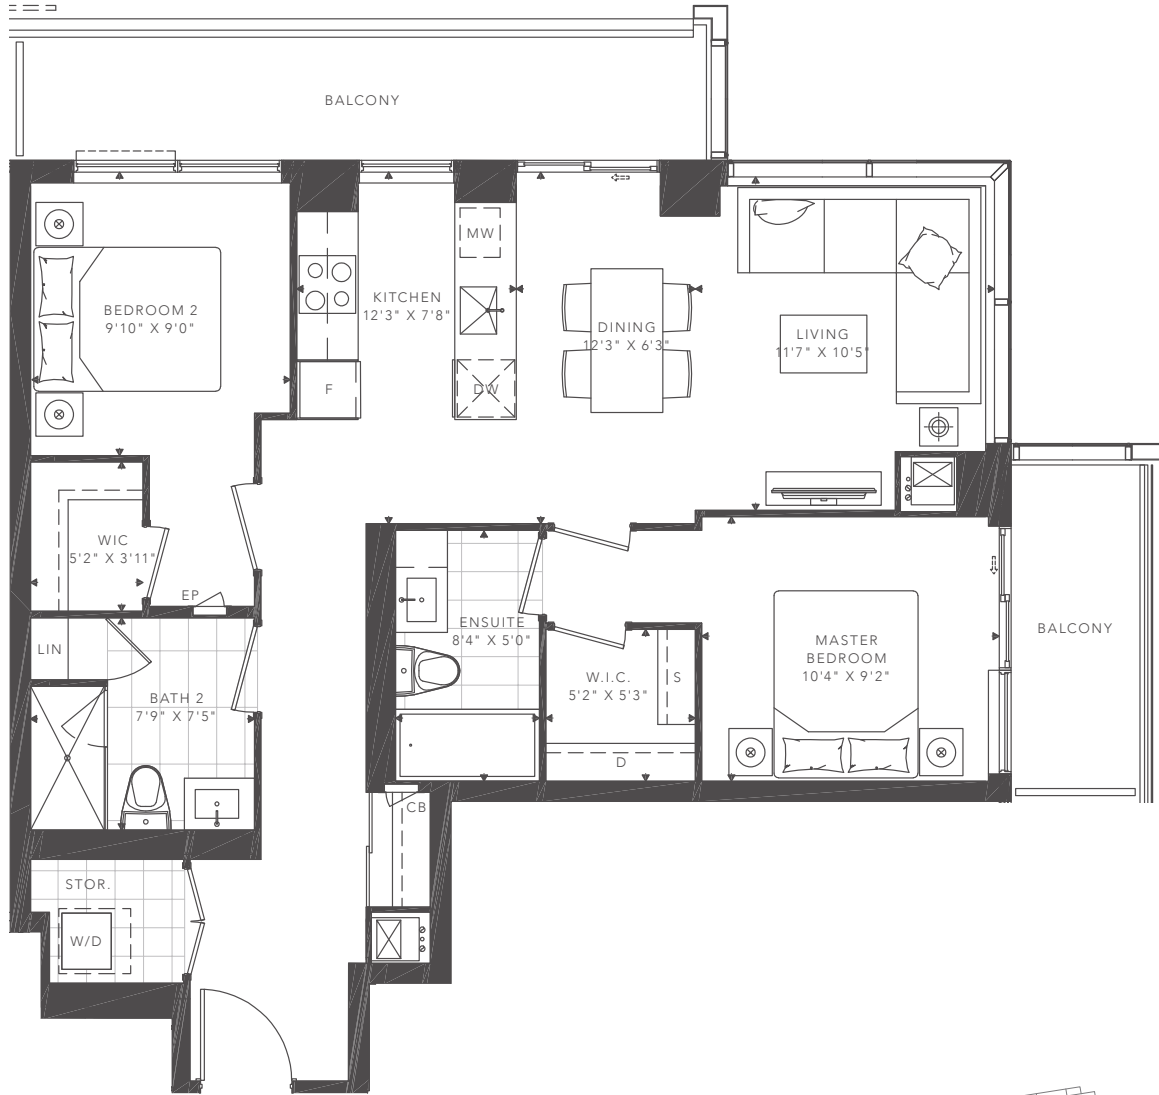 BALCONY
MW
BEDROOM 2
9'10" X 9'0"
KITCHEN
12'3" X 7'8"
DINING
12'3" X 6'3"
LIVING
11'7" X 10'5"
F
DW
WIC
5'2" X 3'11"
EP
ENSUITE
8'4" X 5'0"
MASTER
BEDROOM
10'4" X 9'2"
BALCONY
LIN
W.I.C.
5'2" X 5'3"
S
BATH 2
7'9" X 7'5"
D
CB
STOR.
W/D